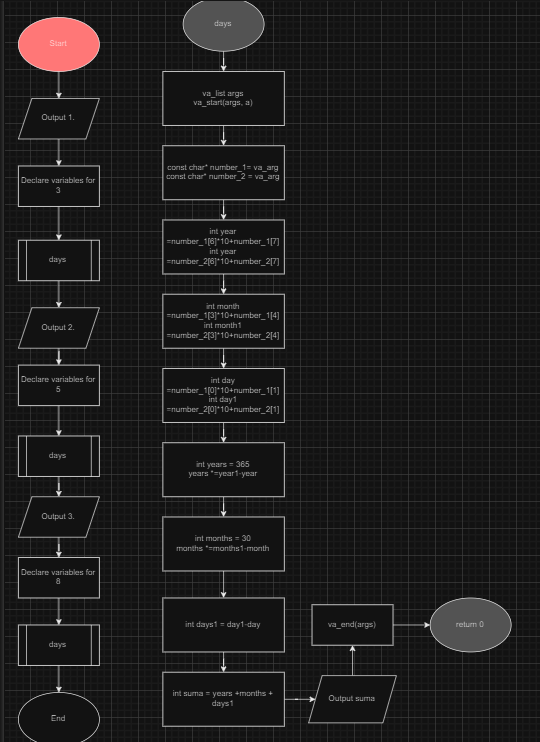 Start
Output 1.
Declare variables for
3
days
Output 2.
Declare variables for
5
days
Output 3.
Declare variables for
8
days
End
days
va_list args
va_start(args, a)
const char* number_1= va_arg
const char* number_2 = va_arg
int year
=number_1[6]*10+number_1[7]
int year
=number_2[6]*10+number_2[7]
int month
=number_1[3]*10+number_1[4]
int month1
=number_2[3]*10+number_2[4]
int day
=number_1[0]*10+number_1[1]
int day1
=number_2[0]*10+number_2[1]
int years = 365
years *=year1-year
int months = 30
months *=months1-month
int days1 = day1-day
int suma = years +months +
days1
Output suma
va_end(args)
return 0